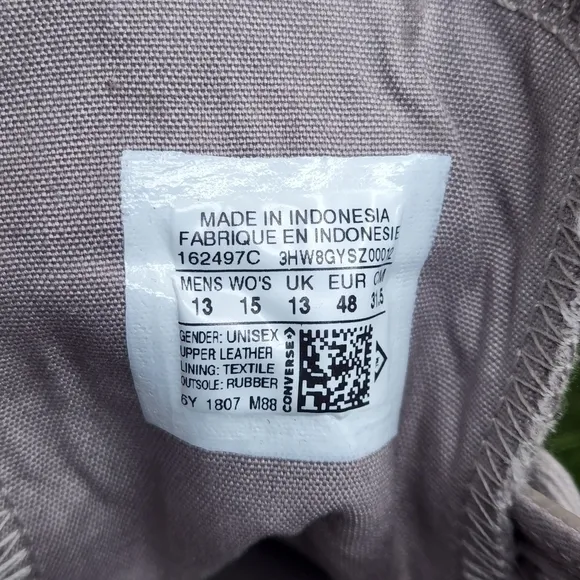 MADE IN INDONESIA
FABRIQUE EN INDONESIE
162497C 3HW8GYSZ00012
MENS WO'S UK EUR CM
13 15 13 48 31.5
GENDER: UNISEX
UPPER LEATHER
LINING: TEXTILE
OUTSOLE: RUBBER
6Y 1807 M88
CONVERSE